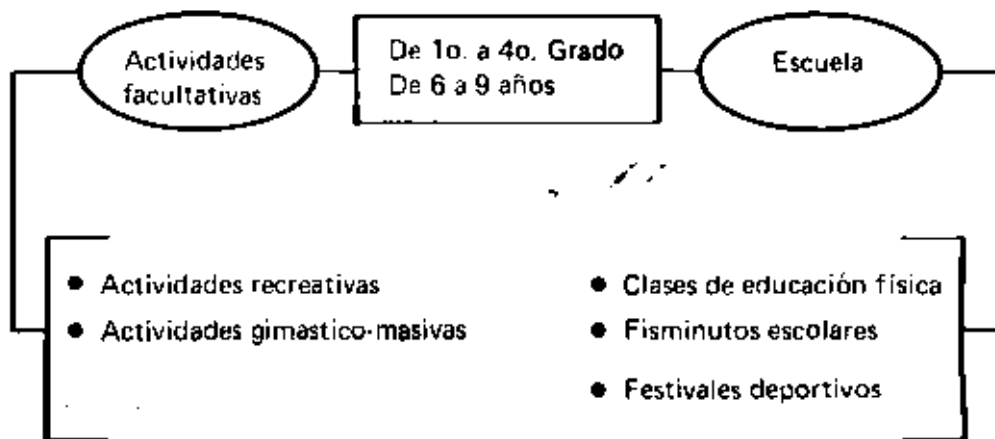 Actividades
facultativas
De 1o. a 4o. Grado
De 6 a 9 años
Escuela
● Actividades recreativas
● Actividades gimastico-masivas
● Clases de educación física
● Fisminutos escolares
● Festivales deportivos